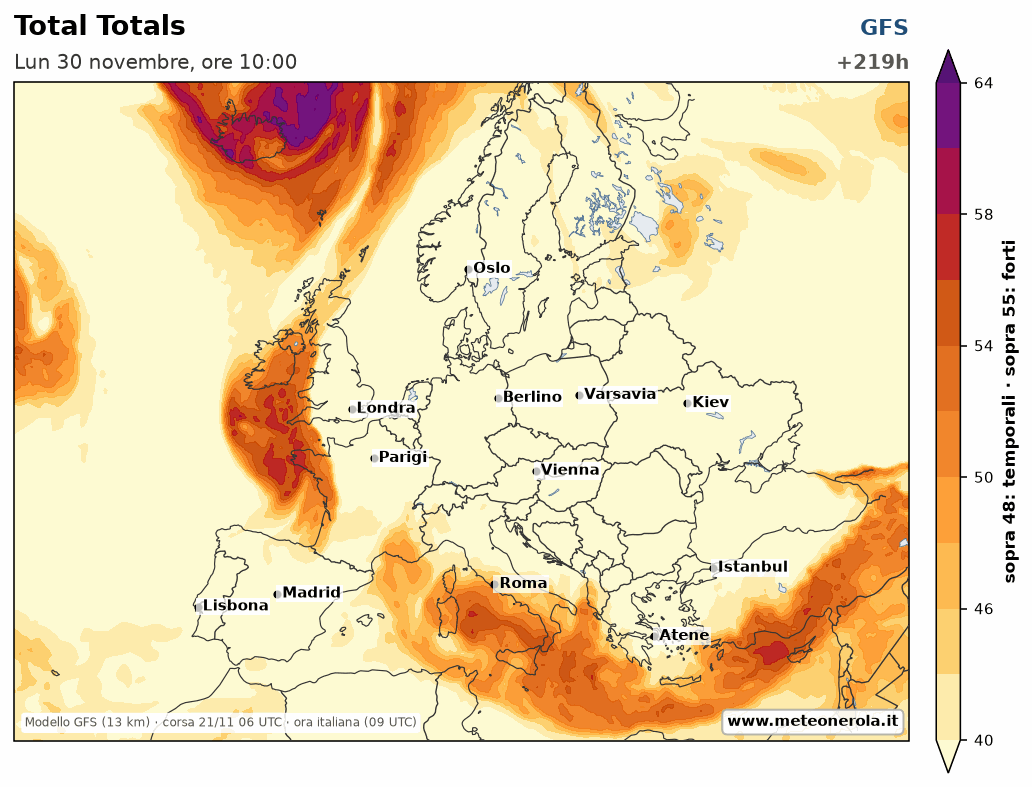 Total Totals
GFS
Lun 30 novembre, ore 10:00
+219h
64
58
54
50
46
40
sopra 48: temporali · sopra 55: forti
Oslo
Berlino
Varsavia
Kiev
Londra
Parigi
Vienna
Istanbul
Roma
Madrid
Lisbona
Atene
Modello GFS (13 km) · corsa 21/11 06 UTC · ora italiana (09 UTC)
www.meteonerola.it